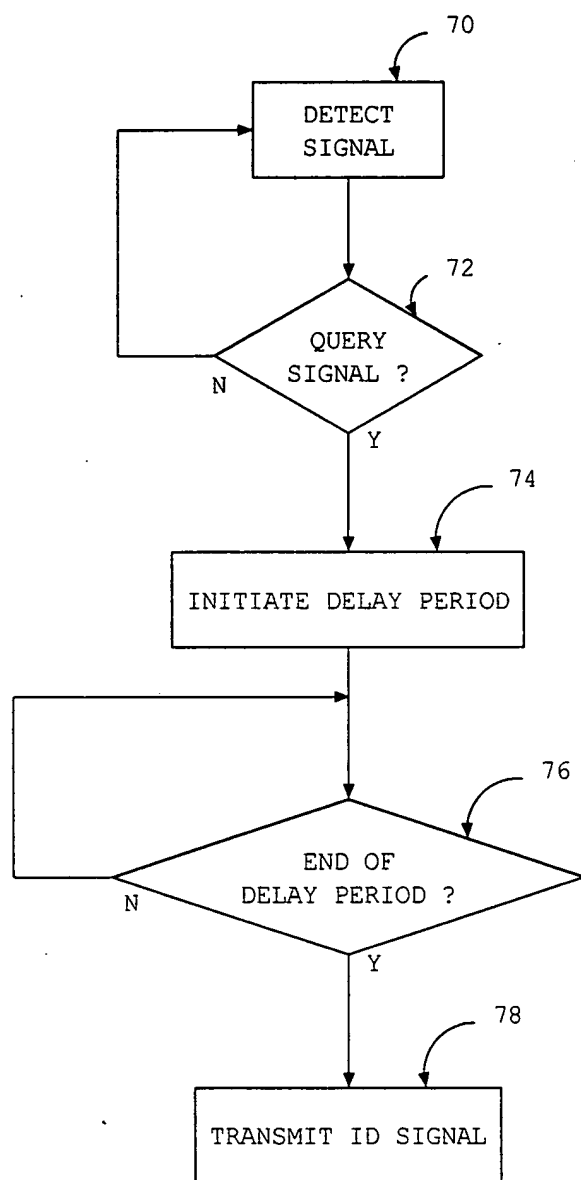 70
DETECT
SIGNAL
72
QUERY
SIGNAL ?
N
Y
74
INITIATE DELAY PERIOD
76
END OF
DELAY PERIOD ?
N
Y
78
TRANSMIT ID SIGNAL